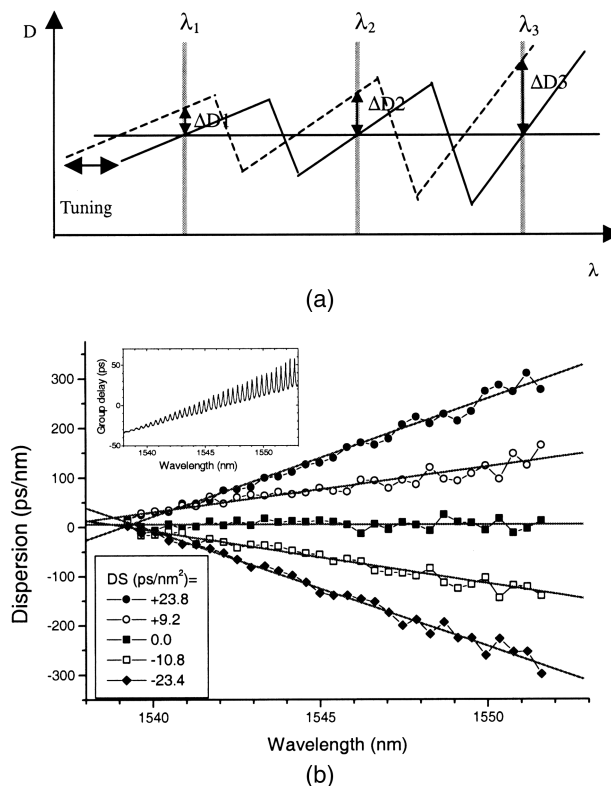 D
λ1
λ2
λ3
ΔD1
ΔD2
ΔD3
Tuning
λ
(a)
Group delay (ps)
50
0
-50
1540
1545
1550
Wavelength (nm)
Dispersion (ps/nm)
300
200
100
0
-100
-200
-300
DS (ps/nm²)=
+23.8
+9.2
0.0
-10.8
-23.4
1540
1545
1550
Wavelength (nm)
(b)